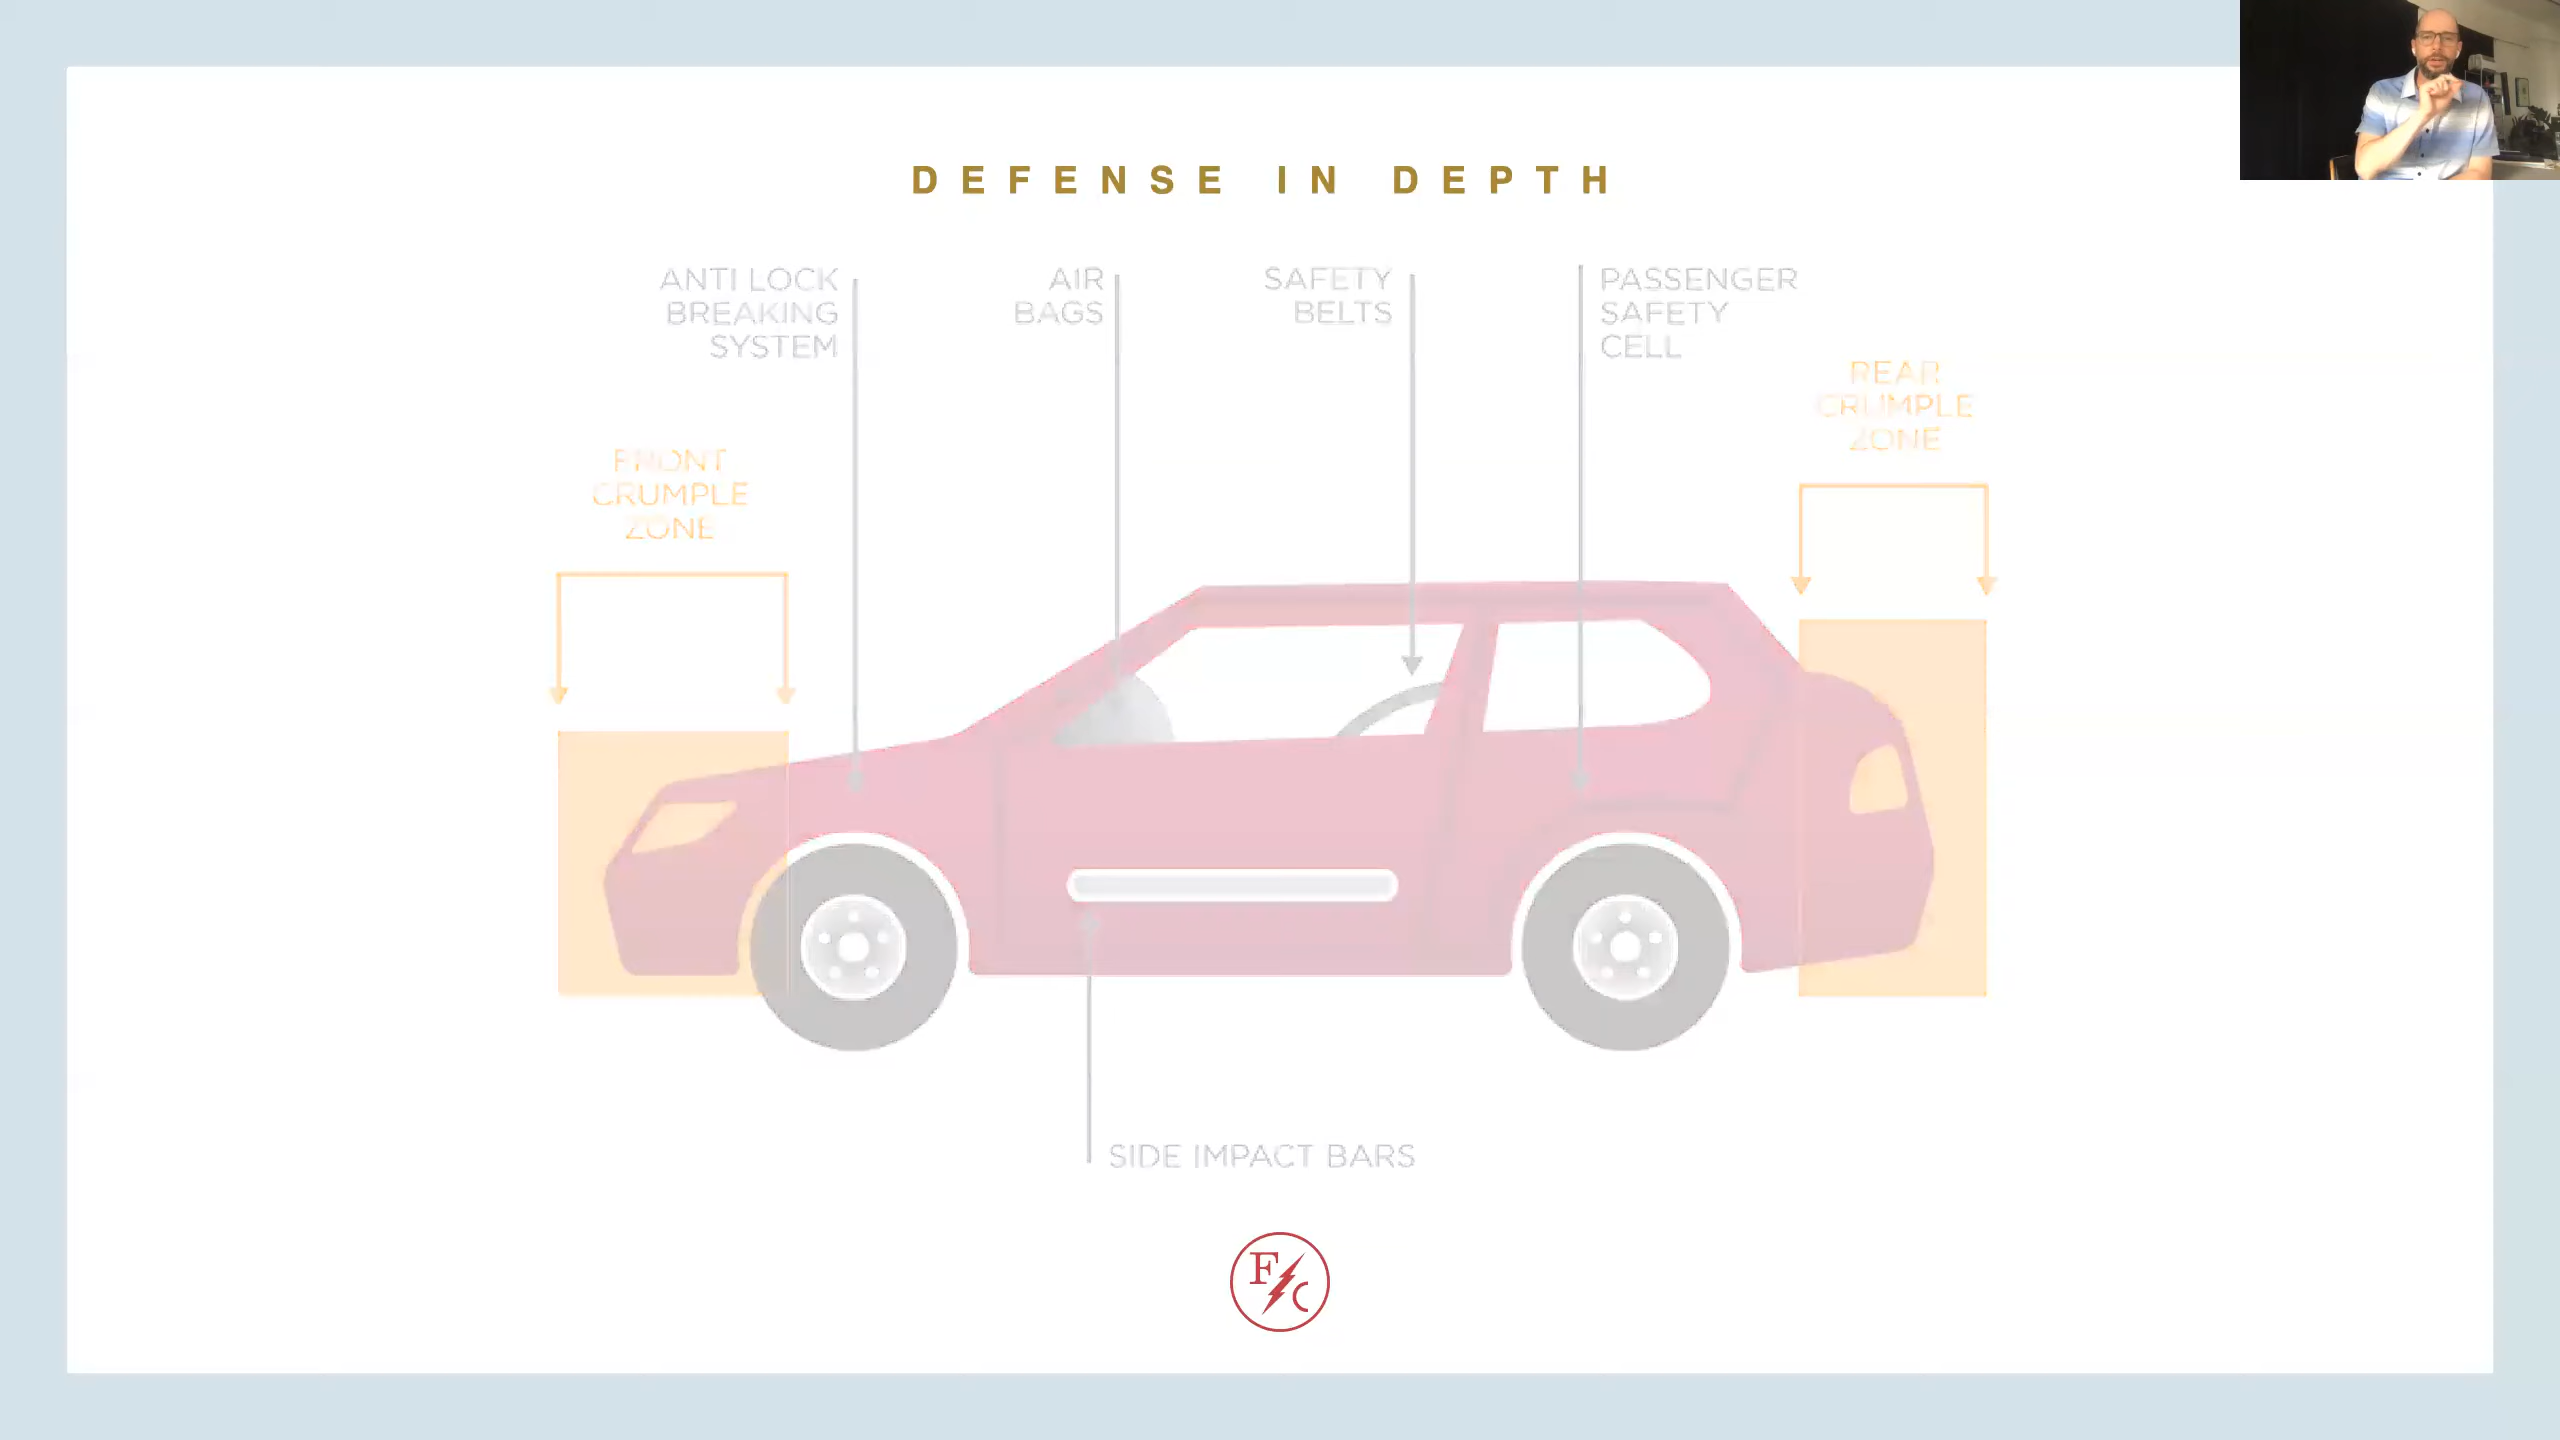 DEFENSE IN DEPTH
ANTI LOCK
BREAKING
SYSTEM
AIR
BAGS
SAFETY
BELTS
PASSENGER
SAFETY
CELL
REAR
CRUMPLE
ZONE
FRONT
CRUMPLE
ZONE
SIDE IMPACT BARS
F C